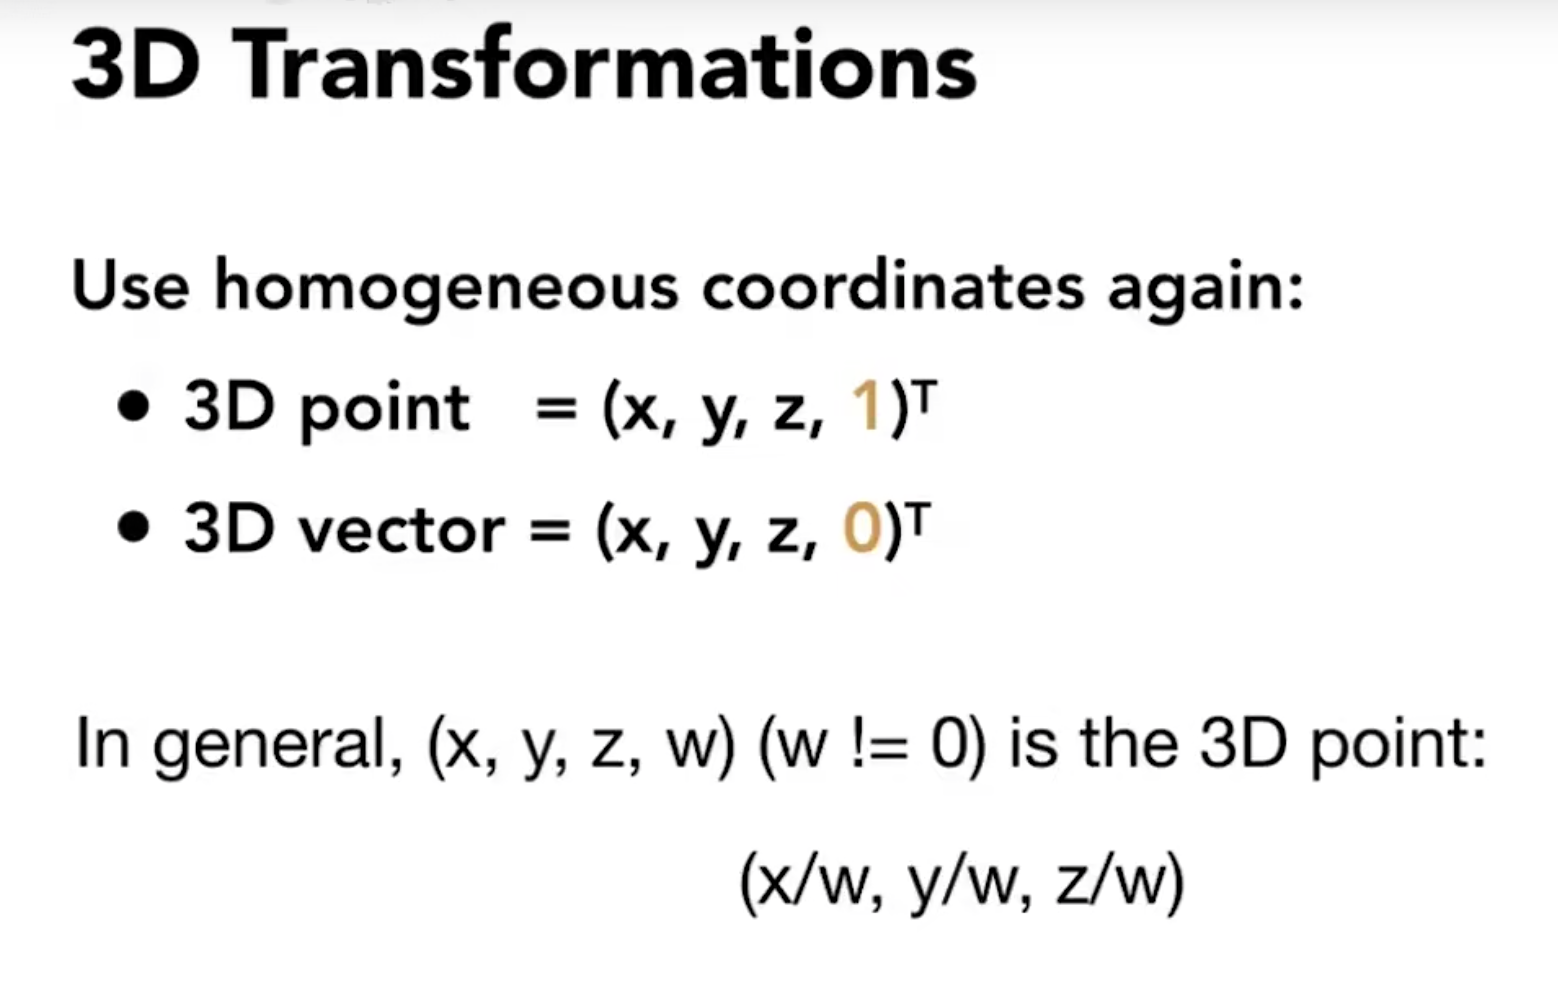 3D Transformations
Use homogeneous coordinates again:
• 3D point = (x, y, z, 1)ᵀ
• 3D vector = (x, y, z, 0)ᵀ
In general, (x, y, z, w) (w != 0) is the 3D point:
(x/w, y/w, z/w)